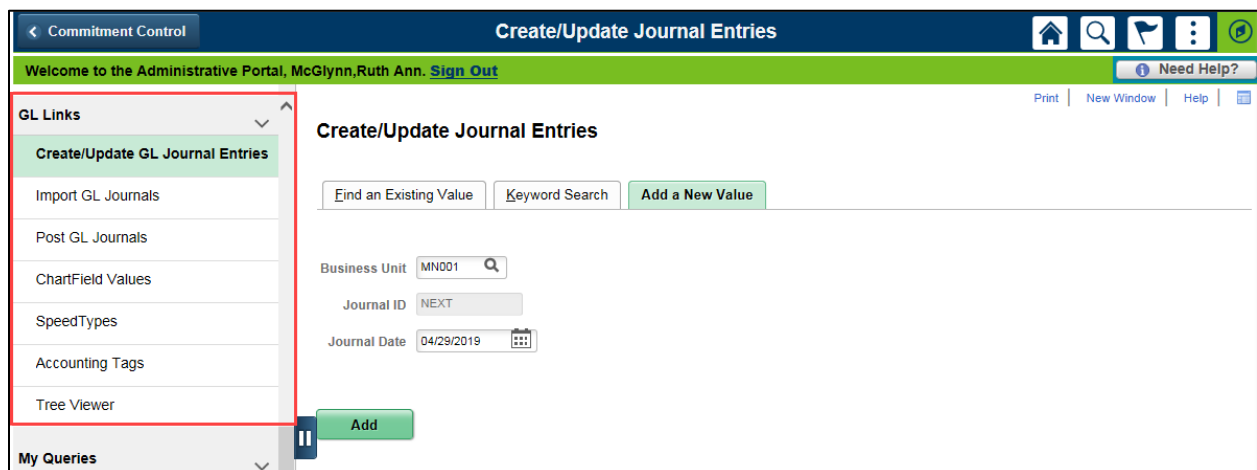 Commitment Control
Create/Update Journal Entries
Welcome to the Administrative Portal, McGlynn,Ruth Ann. Sign Out
Need Help?
Print | New Window | Help |
GL Links
Create/Update GL Journal Entries
Import GL Journals
Post GL Journals
ChartField Values
SpeedTypes
Accounting Tags
Tree Viewer
My Queries
Create/Update Journal Entries
Find an Existing Value
Keyword Search
Add a New Value
Business Unit MN001
Journal ID NEXT
Journal Date 04/29/2019
Add